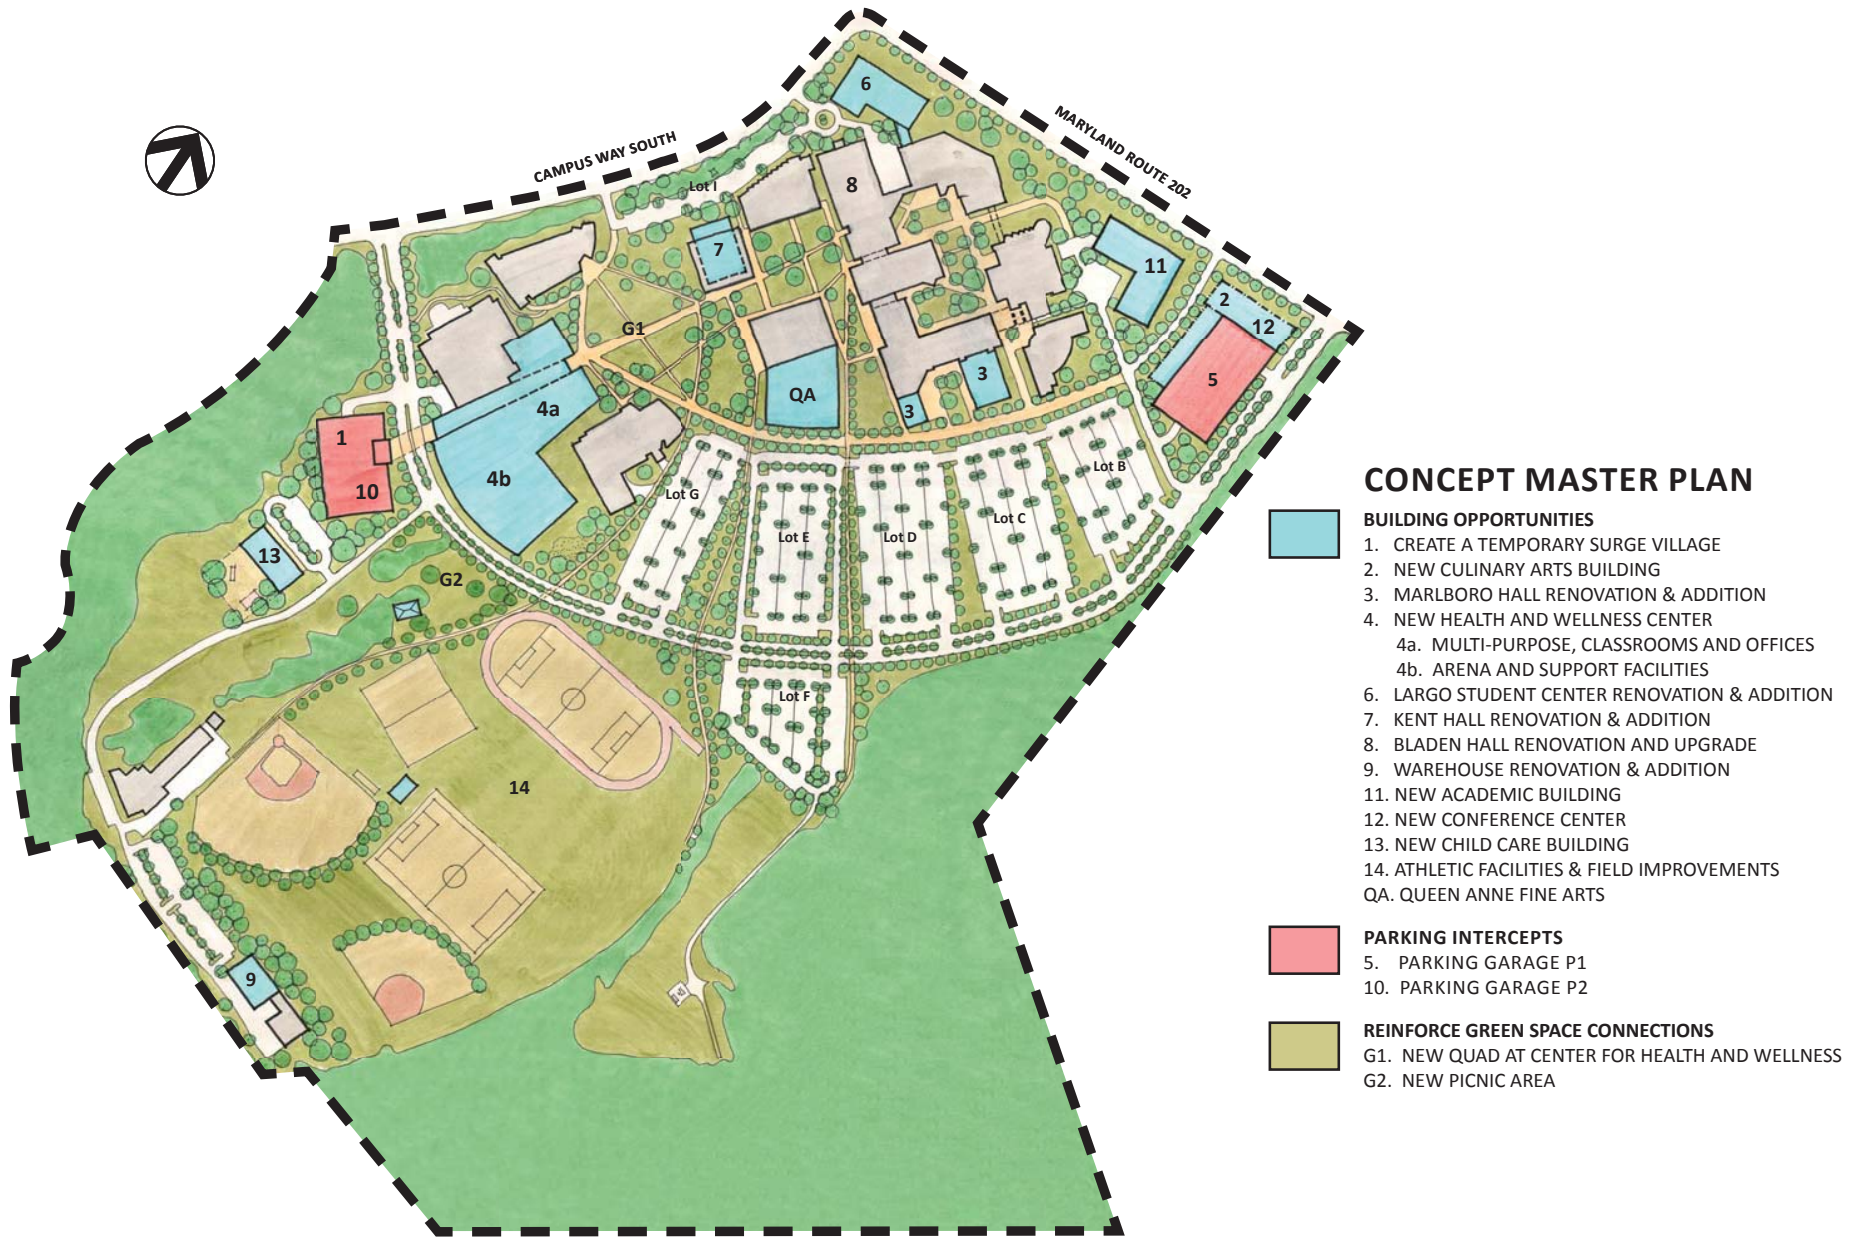 6
MARYLAND ROUTE 202
CAMPUS WAY SOUTH
Lot I
8
7
11
2
12
G1
5
3
QA
3
4a
1
4b
10
Lot B
Lot G
Lot C
Lot E
Lot D
13
G2
Lot F
14
9
CONCEPT MASTER PLAN
BUILDING OPPORTUNITIES
1. CREATE A TEMPORARY SURGE VILLAGE
2. NEW CULINARY ARTS BUILDING
3. MARLBORO HALL RENOVATION & ADDITION
4. NEW HEALTH AND WELLNESS CENTER
4a. MULTI-PURPOSE, CLASSROOMS AND OFFICES
4b. ARENA AND SUPPORT FACILITIES
6. LARGO STUDENT CENTER RENOVATION & ADDITION
7. KENT HALL RENOVATION & ADDITION
8. BLADEN HALL RENOVATION AND UPGRADE
9. WAREHOUSE RENOVATION & ADDITION
11. NEW ACADEMIC BUILDING
12. NEW CONFERENCE CENTER
13. NEW CHILD CARE BUILDING
14. ATHLETIC FACILITIES & FIELD IMPROVEMENTS
QA. QUEEN ANNE FINE ARTS
PARKING INTERCEPTS
5. PARKING GARAGE P1
10. PARKING GARAGE P2
REINFORCE GREEN SPACE CONNECTIONS
G1. NEW QUAD AT CENTER FOR HEALTH AND WELLNESS
G2. NEW PICNIC AREA